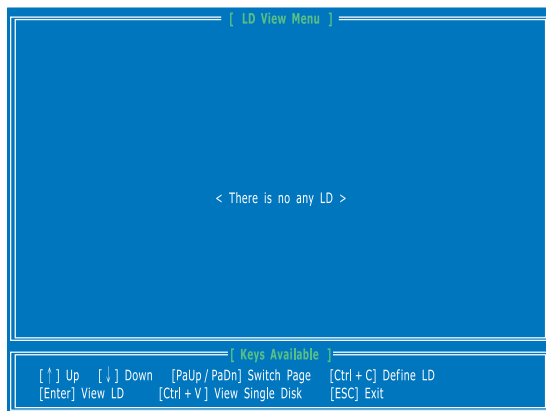 [ LD View Menu ]
< There is no any LD >
[ Keys Available ]
[↑] Up [↓] Down [PaUp/PaDn] Switch Page [Ctrl+C] Define LD
[Enter] View LD [Ctrl+V] View Single Disk [ESC] Exit